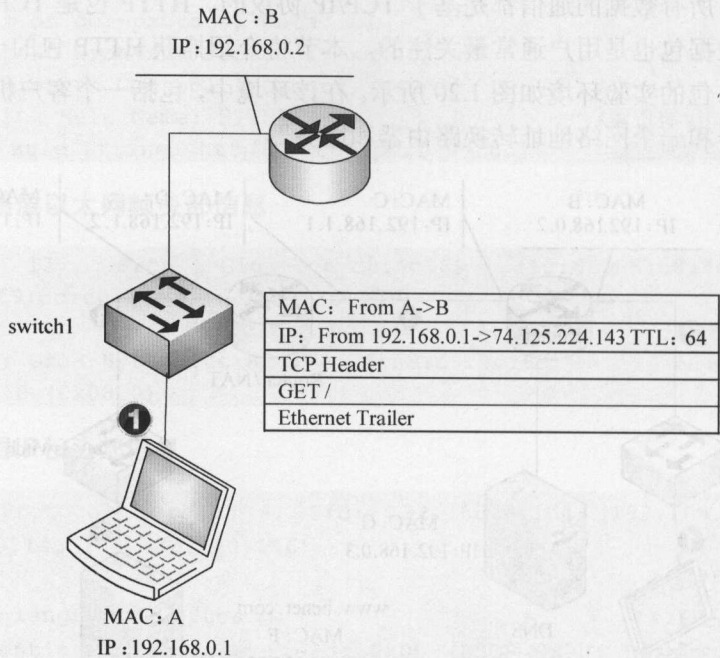 MAC:B
IP:192.168.0.2
switch1
MAC: From A->B
IP: From 192.168.0.1->74.125.224.143 TTL: 64
TCP Header
GET /
Ethernet Trailer
1
MAC: A
IP:192.168.0.1